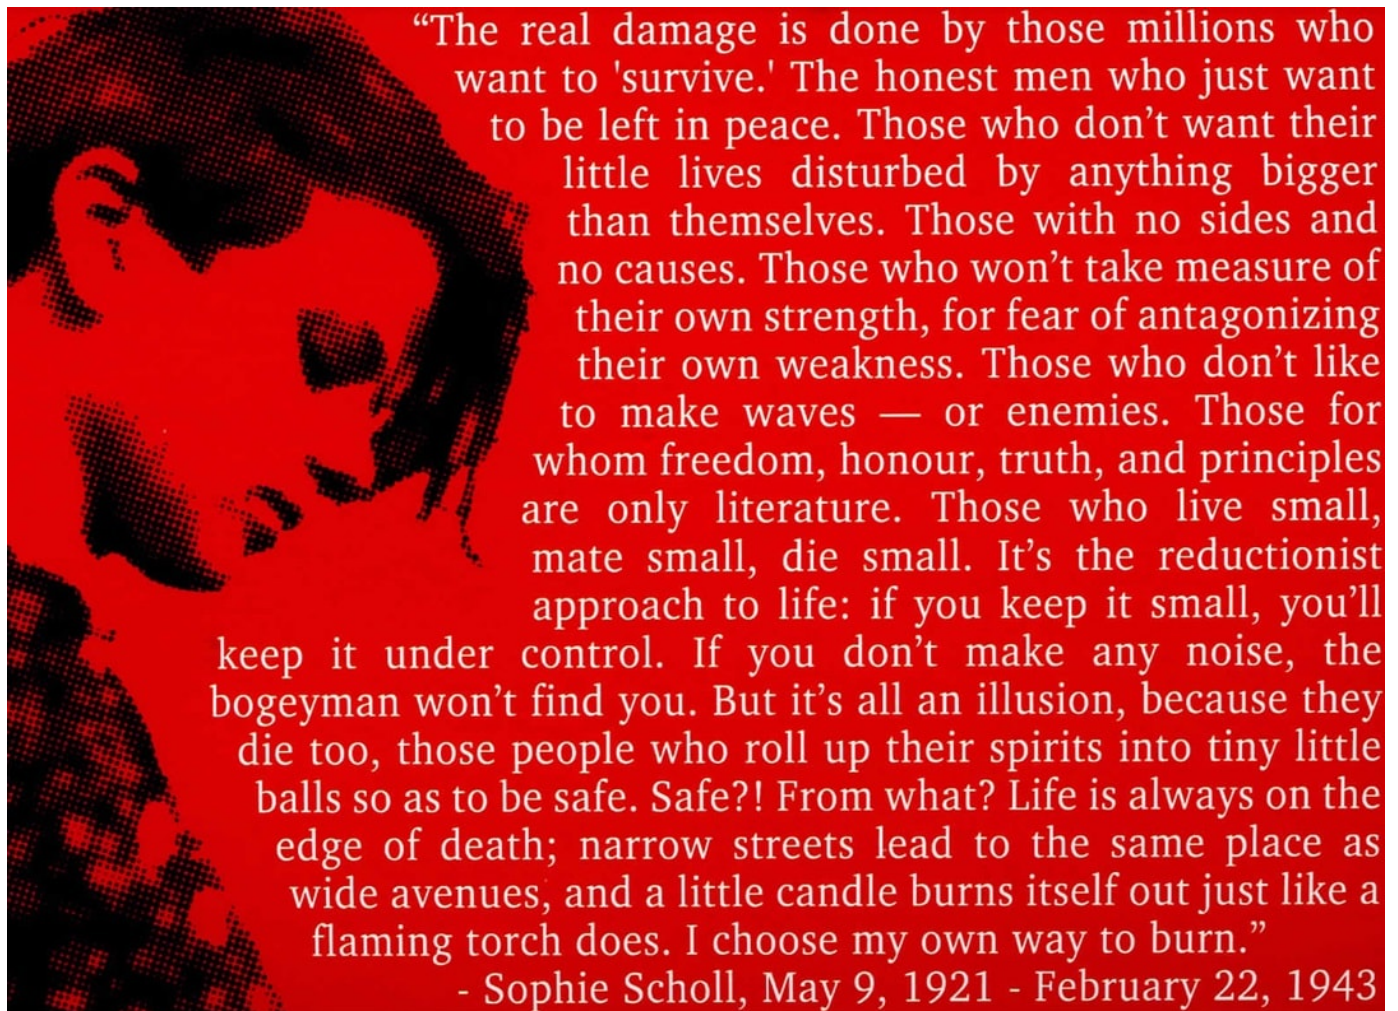 “The real damage is done by those millions who
want to 'survive.' The honest men who just want
to be left in peace. Those who don’t want their
little lives disturbed by anything bigger
than themselves. Those with no sides and
no causes. Those who won’t take measure of
their own strength, for fear of antagonizing
their own weakness. Those who don’t like
to make waves — or enemies. Those for
whom freedom, honour, truth, and principles
are only literature. Those who live small,
mate small, die small. It’s the reductionist
approach to life: if you keep it small, you’ll
keep it under control. If you don’t make any noise, the
bogeyman won’t find you. But it’s all an illusion, because they
die too, those people who roll up their spirits into tiny little
balls so as to be safe. Safe?! From what? Life is always on the
edge of death; narrow streets lead to the same place as
wide avenues, and a little candle burns itself out just like a
flaming torch does. I choose my own way to burn.”
- Sophie Scholl, May 9, 1921 - February 22, 1943